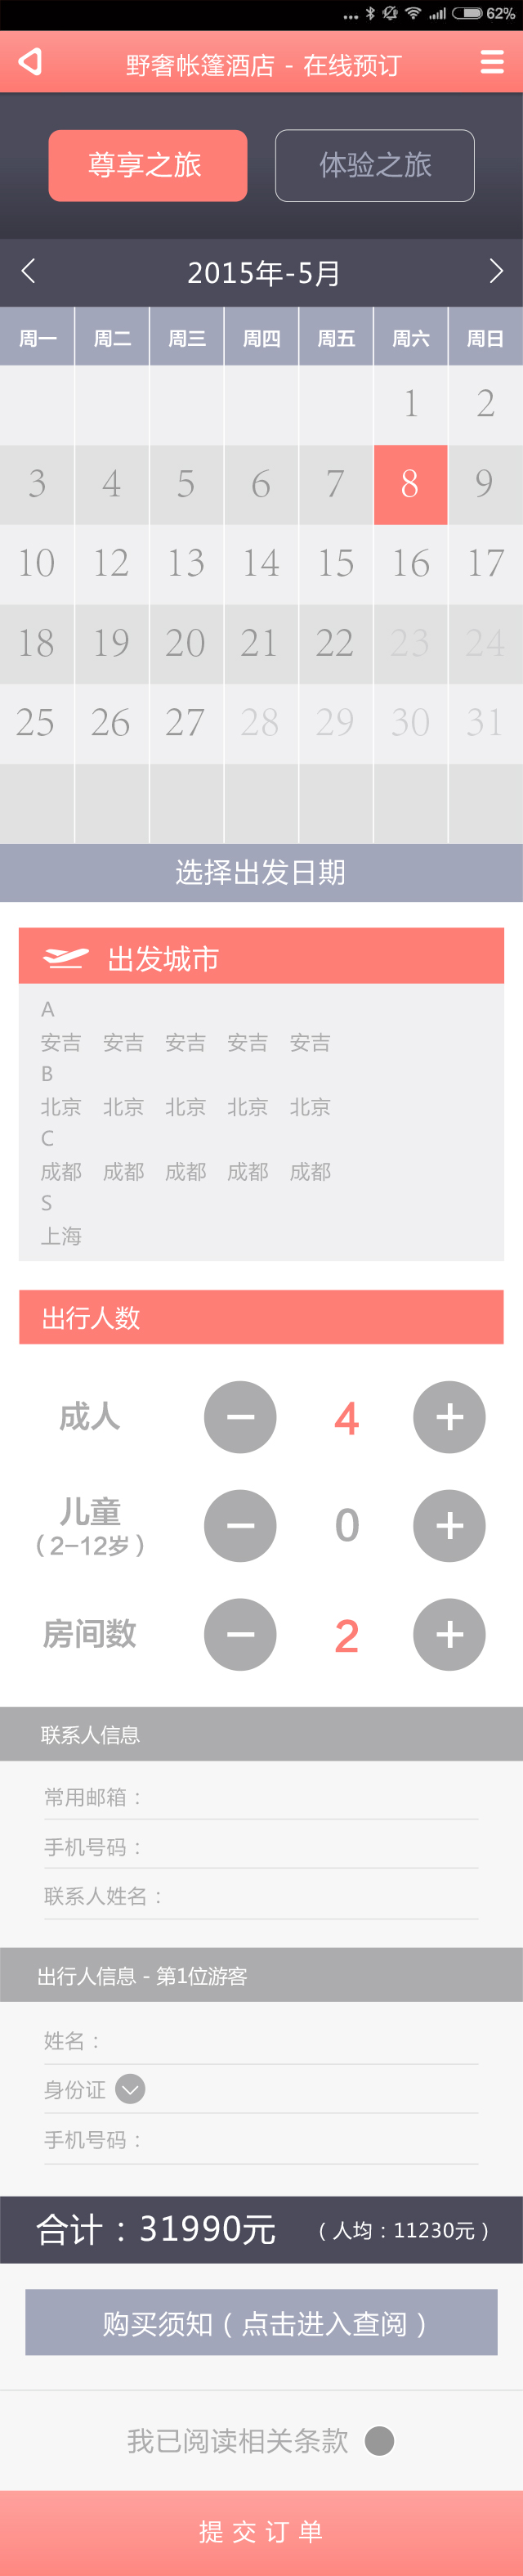 62%
野奢帐篷酒店 - 在线预订
尊享之旅 体验之旅
2015年-5月
周一 周二 周三 周四 周五 周六 周日
1 2
3 4 5 6 7 8 9
10 12 13 14 15 16 17
18 19 20 21 22 23 24
25 26 27 28 29 30 31
选择出发日期
出发城市
A
安吉 安吉 安吉 安吉 安吉
B
北京 北京 北京 北京 北京
C
成都 成都 成都 成都 成都
S
上海
出行人数
成人 4
儿童 0
（2-12岁）
房间数 2
联系人信息
常用邮箱：
手机号码：
联系人姓名：
出行人信息 - 第1位游客
姓名：
身份证
手机号码：
合计：31990元 （人均：11230元）
购买须知（点击进入查阅）
我已阅读相关条款
提交订单